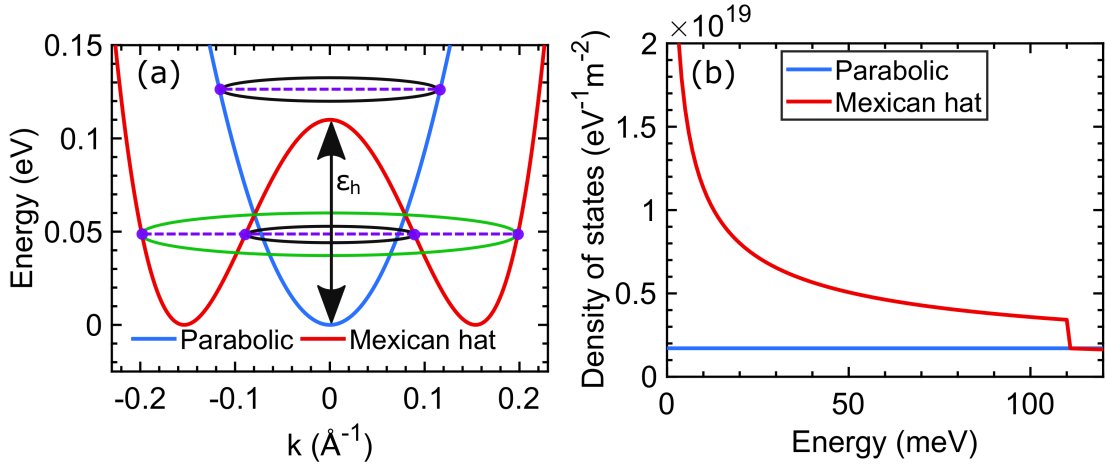 (a)
0.15
0.1
0.05
0
Energy (eV)
εh
Parabolic
Mexican hat
-0.2
-0.1
0
0.1
0.2
k (Å-1)
×10^19
(b)
Parabolic
Mexican hat
2
1.5
1
0.5
0
Density of states (eV-1m-2)
0
50
100
Energy (meV)